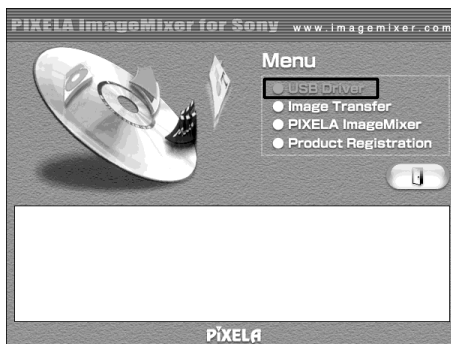 PIXELA ImageMixer for Sony www.imagemixer.com
Menu
USB Driver
Image Transfer
PIXELA ImageMixer
Product Registration
PIXELA